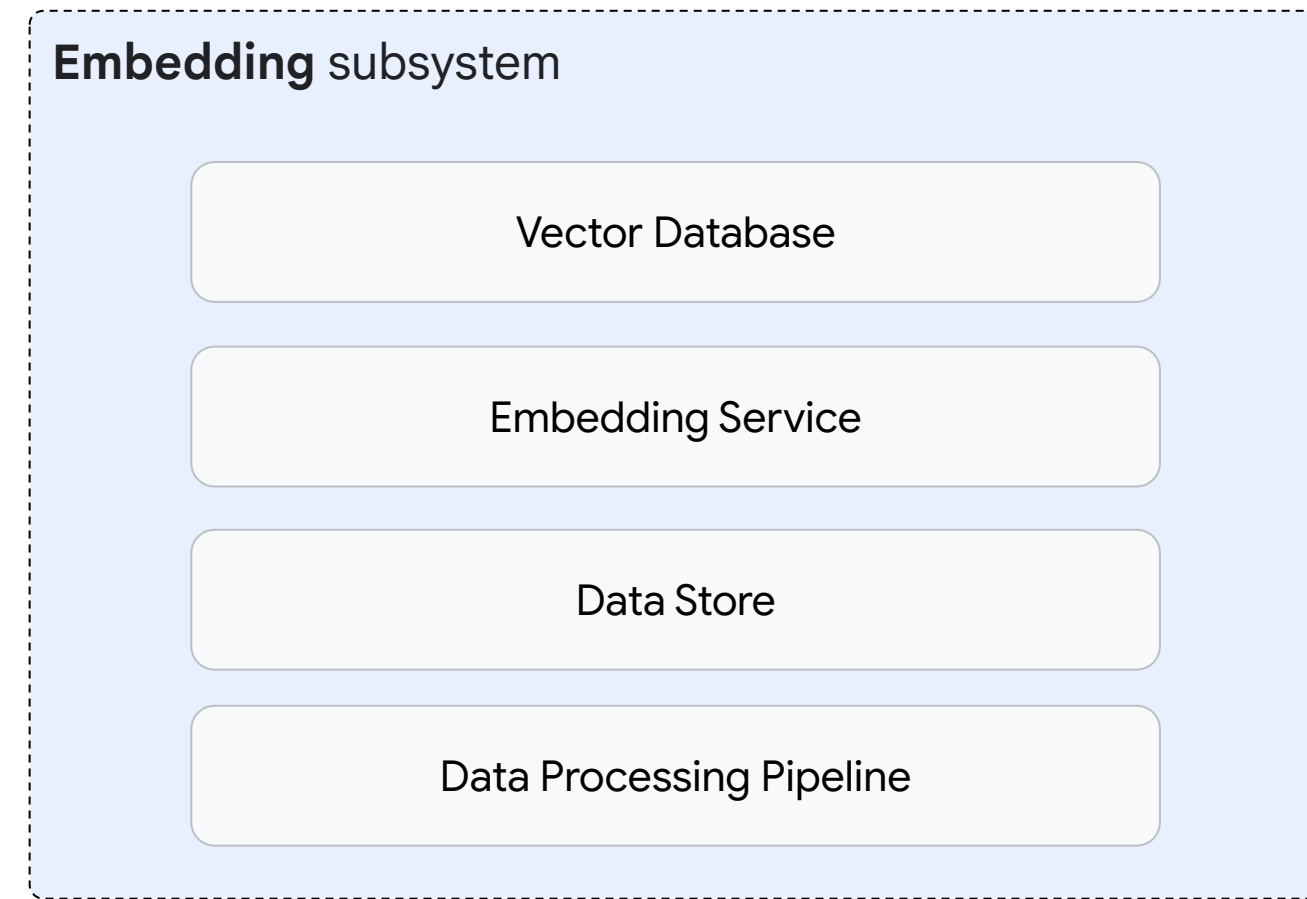 Embedding subsystem
Vector Database
Embedding Service
Data Store
Data Processing Pipeline